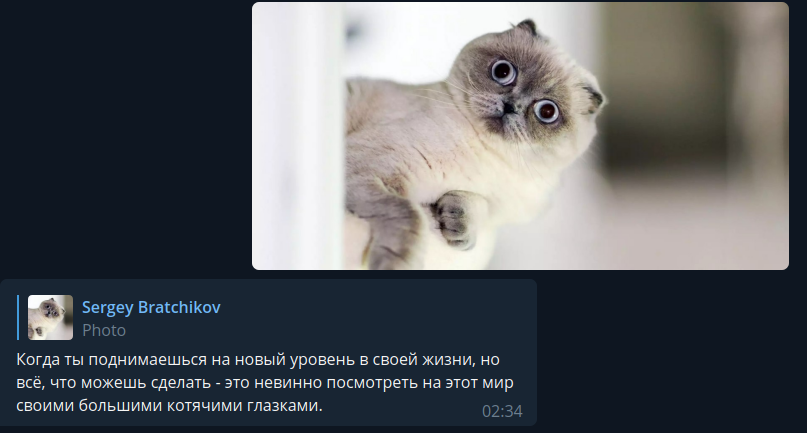 Sergey Bratchikov
Photo
Когда ты поднимаешься на новый уровень в своей жизни, но
всё, что можешь сделать - это невинно посмотреть на этот мир
своими большими котячими глазками.
02:34